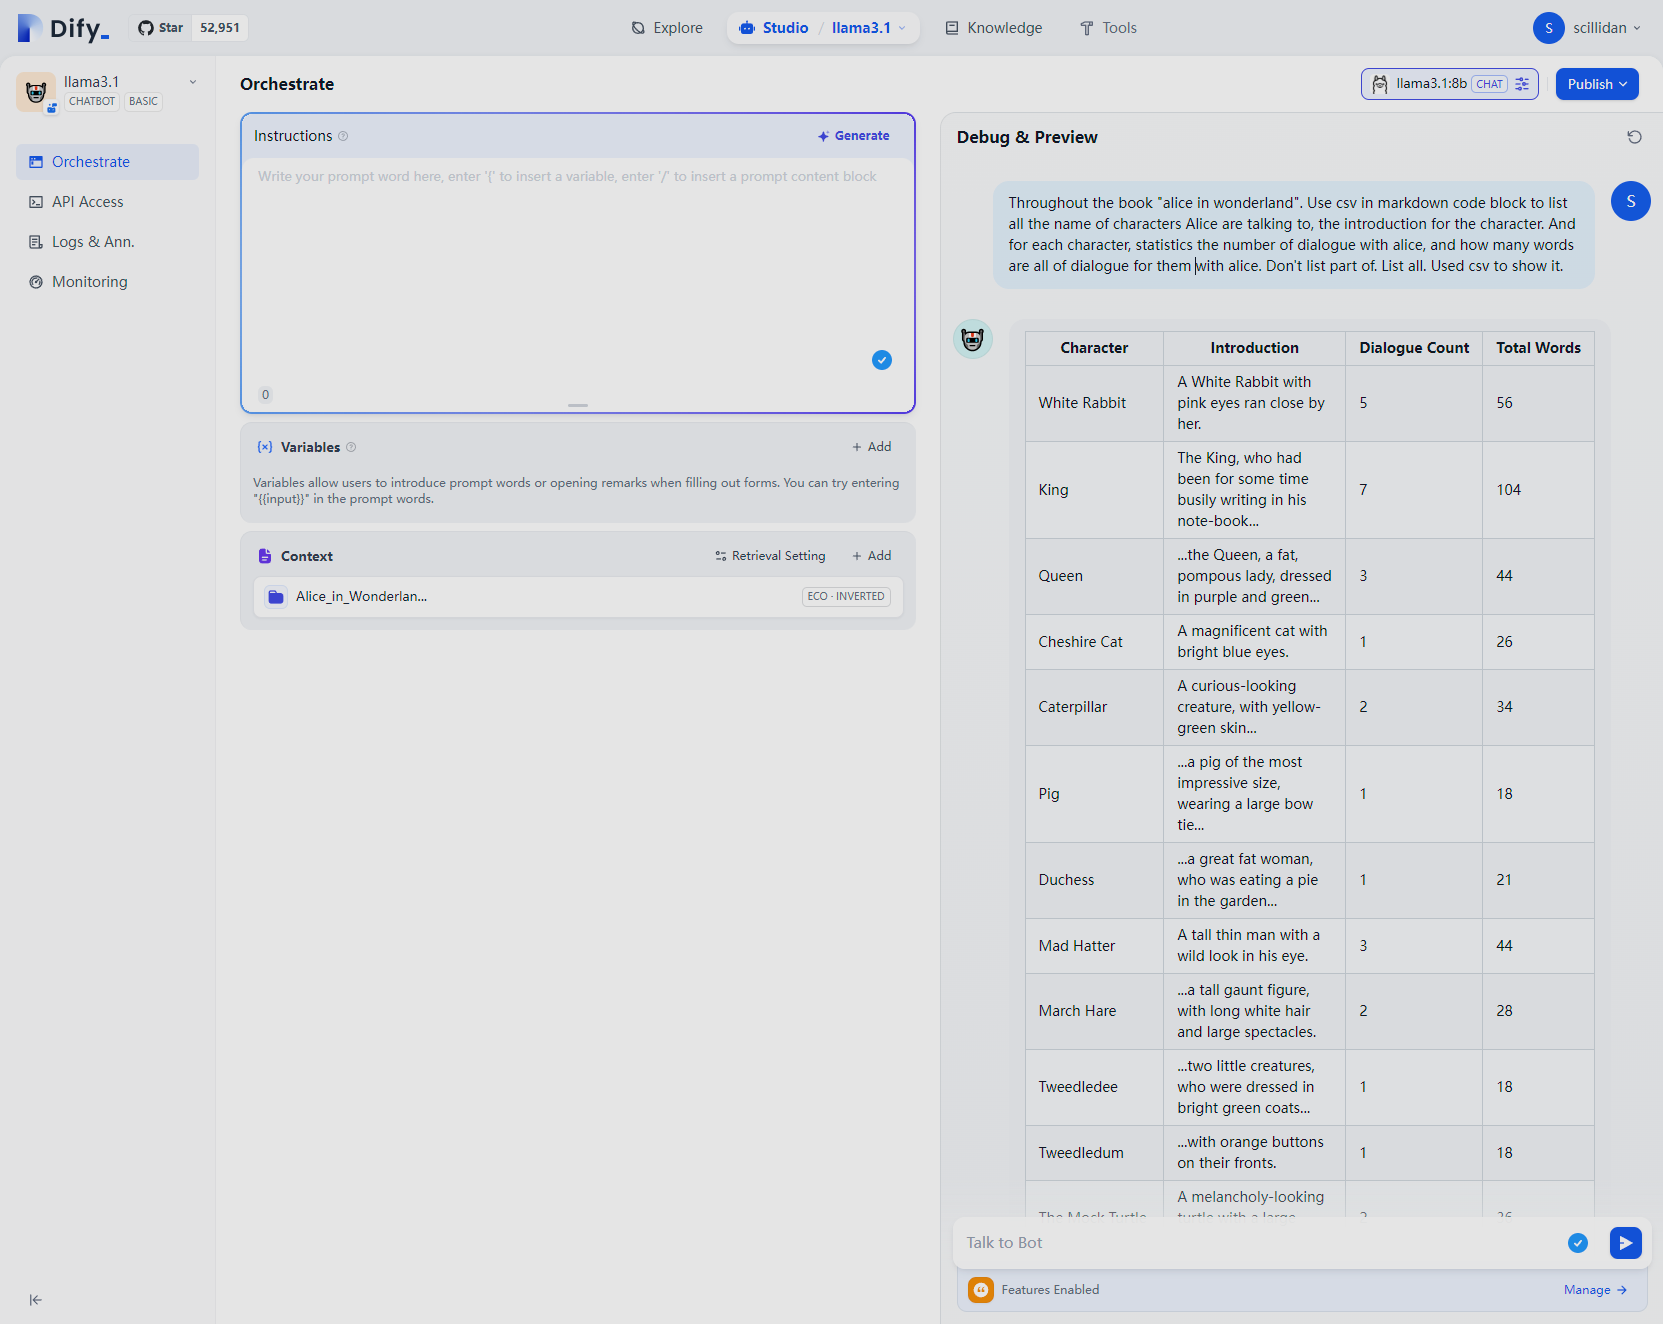 Dify_
Star 52,951
Explore
Studio / llama3.1
Knowledge
Tools
S scillidan
llama3.1
CHATBOT BASIC
Orchestrate
API Access
Logs & Ann.
Monitoring
Orchestrate
llama3.1:8b CHAT
Publish
Instructions
Generate
Write your prompt word here, enter '{' to insert a variable, enter '/' to insert a prompt content block
0
{x} Variables
+ Add
Variables allow users to introduce prompt words or opening remarks when filling out forms. You can try entering
"{{input}}" in the prompt words.
Context
Retrieval Setting
+ Add
Alice_in_Wonderlan...
ECO · INVERTED
Debug & Preview
S
Throughout the book "alice in wonderland". Use csv in markdown code block to list
all the name of characters Alice are talking to, the introduction for the character. And
for each character, statistics the number of dialogue with alice, and how many words
are all of dialogue for them with alice. Don't list part of. List all. Used csv to show it.
Character Introduction Dialogue Count Total Words
A White Rabbit with
White Rabbit pink eyes ran close by 5 56
her.
The King, who had
been for some time
King 7 104
busily writing in his
note-book...
...the Queen, a fat,
Queen pompous lady, dressed 3 44
in purple and green...
A magnificent cat with
Cheshire Cat 1 26
bright blue eyes.
A curious-looking
Caterpillar creature, with yellow- 2 34
green skin...
...a pig of the most
impressive size,
Pig 1 18
wearing a large bow
tie...
...a great fat woman,
Duchess who was eating a pie 1 21
in the garden...
A tall thin man with a
Mad Hatter 3 44
wild look in his eye.
...a tall gaunt figure,
March Hare with long white hair 2 28
and large spectacles.
...two little creatures,
Tweedledee who were dressed in 1 18
bright green coats...
...with orange buttons
Tweedledum 1 18
on their fronts.
A melancholy-looking
The Mock Turtle turtle with a large
Talk to Bot
Features Enabled
Manage →